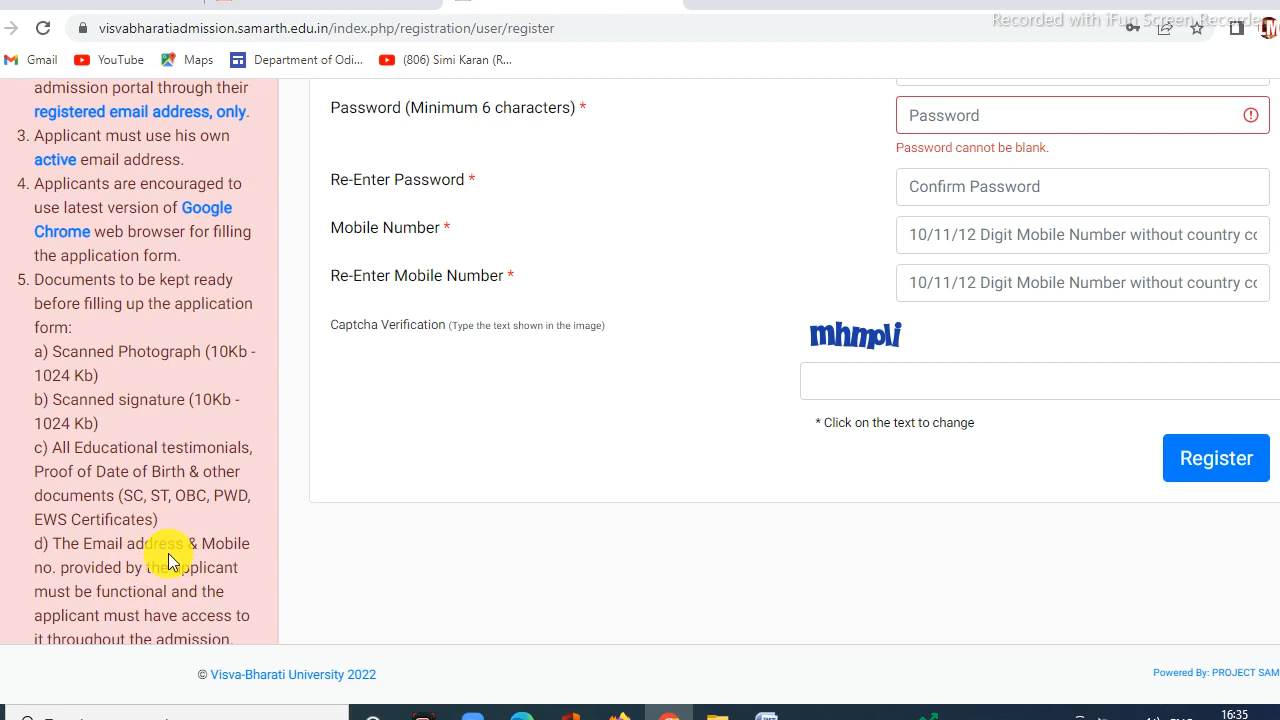 Recorded with iFun Screen Recorder
visvabharatiadmission.samarth.edu.in/index.php/registration/user/register
Gmail YouTube Maps Department of Odi... (806) Simi Karan (R...
admission portal through their
registered email address, only.
3. Applicant must use his own
active email address.
4. Applicants are encouraged to
use latest version of Google
Chrome web browser for filling
the application form.
5. Documents to be kept ready
before filling up the application
form:
a) Scanned Photograph (10Kb -
1024 Kb)
b) Scanned signature (10Kb -
1024 Kb)
c) All Educational testimonials,
Proof of Date of Birth & other
documents (SC, ST, OBC, PWD,
EWS Certificates)
d) The Email address & Mobile
no. provided by the applicant
must be functional and the
applicant must have access to
it throughout the admission.
Password (Minimum 6 characters) *
Password
Password cannot be blank.
Re-Enter Password *
Confirm Password
Mobile Number *
10/11/12 Digit Mobile Number without country co
Re-Enter Mobile Number *
10/11/12 Digit Mobile Number without country co
Captcha Verification (Type the text shown in the image)
mhmpli
* Click on the text to change
Register
© Visva-Bharati University 2022
Powered By: PROJECT SAM
16:35